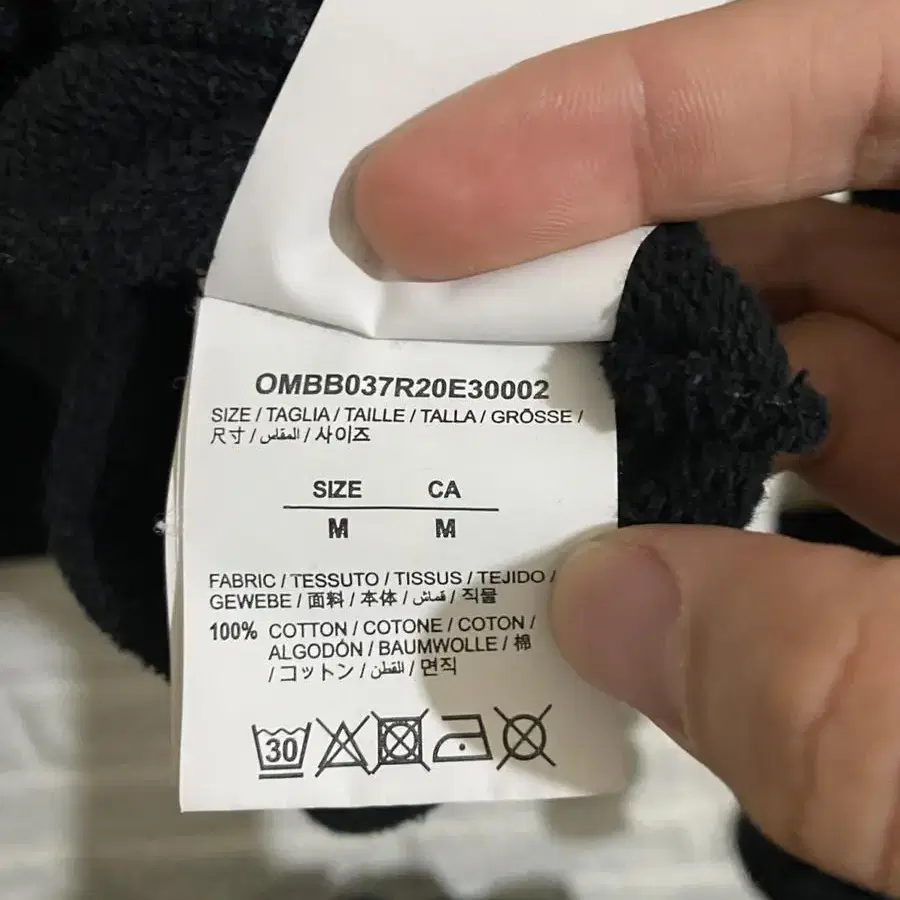 OMBB037R20E30002
SIZE / TAGLIA / TAILLE / TALLA / GRÖSSE /
尺寸 / المقاس / 사이즈
SIZE CA
M M
FABRIC / TESSUTO / TISSUS / TEJIDO /
GEWEBE / 面料 / 本体 / قماش / 직물
100% COTTON / COTONE / COTON /
ALGODÓN / BAUMWOLLE / 棉
/ コットン / القطن / 면직
30